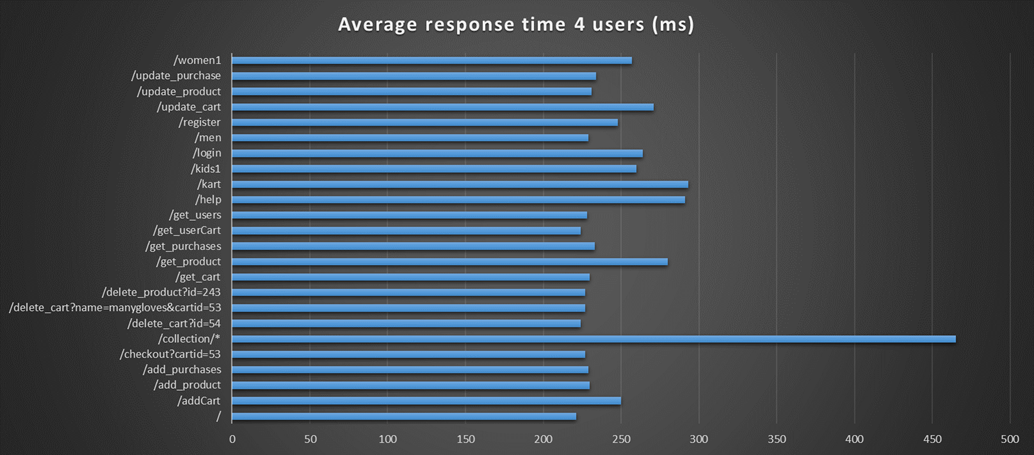 Average response time 4 users (ms)
/women1
/update_purchase
/update_product
/update_cart
/register
/men
/login
/kids1
/kart
/help
/get_users
/get_userCart
/get_purchases
/get_product
/get_cart
/delete_product?id=243
/delete_cart?name=manygloves&cartid=53
/delete_cart?id=54
/collection/*
/checkout?cartid=53
/add_purchases
/add_product
/addCart
/
0 50 100 150 200 250 300 350 400 450 500